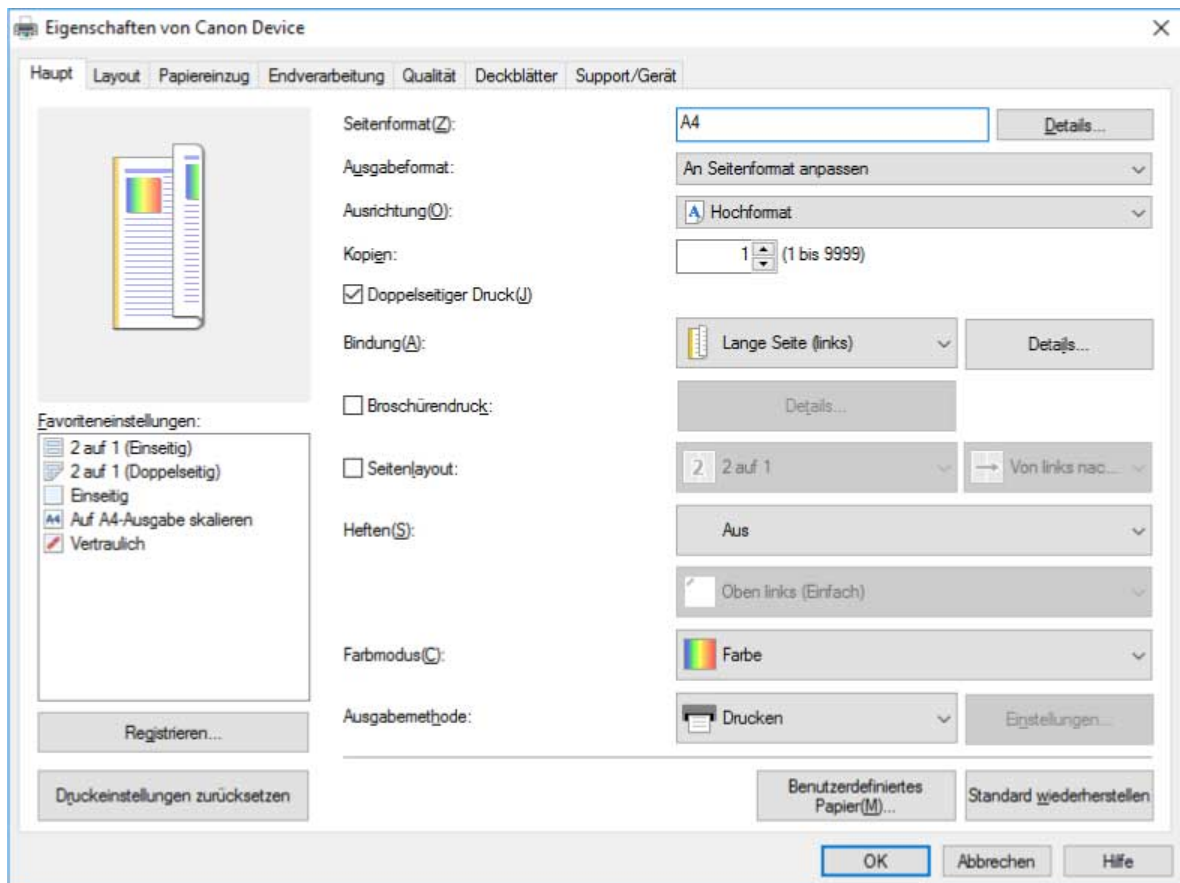 Eigenschaften von Canon Device
Haupt Layout Papiereinzug Endverarbeitung Qualität Deckblätter Support/Gerät
Seitenformat(Z): A4 Details...
Ausgabeformat: An Seitenformat anpassen
Ausrichtung(O): A Hochformat
Kopien: 1 (1 bis 9999)
Doppelseitiger Druck(J)
Bindung(A): Lange Seite (links) Details...
Broschürendruck: Details...
Favoriteneinstellungen:
2 auf 1 (Einseitig)
2 auf 1 (Doppelseitig)
Einseitig
A4 Auf A4-Ausgabe skalieren
Vertraulich
Seitenlayout: 2 2 auf 1 Von links nac...
Heften(S): Aus
Oben links (Einfach)
Farbmodus(C): Farbe
Ausgabemethode: Drucken Einstellungen...
Registrieren...
Druckeinstellungen zurücksetzen
Benutzerdefiniertes
Papier(M)...
Standard wiederherstellen
OK Abbrechen Hilfe